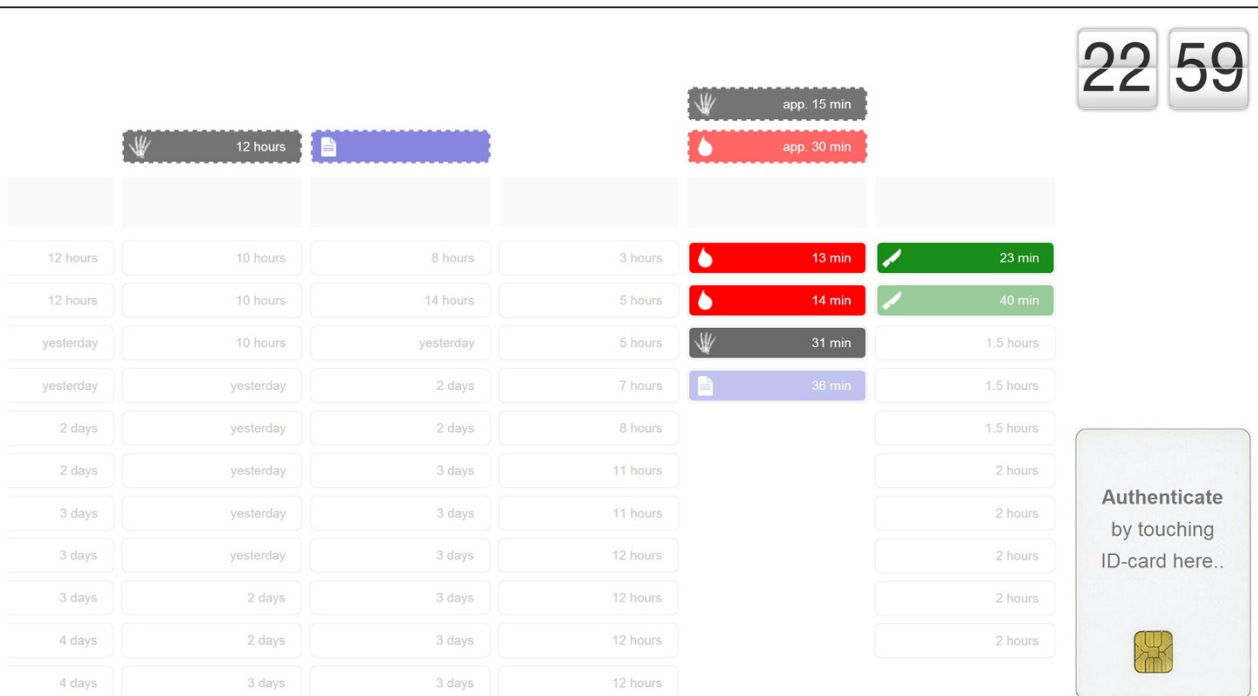 22 59
app. 15 min
12 hours app. 30 min
12 hours 10 hours 8 hours 3 hours 13 min 23 min
12 hours 10 hours 14 hours 5 hours 14 min 40 min
yesterday 10 hours yesterday 5 hours 31 min 1.5 hours
yesterday yesterday 2 days 7 hours 36 min 1.5 hours
2 days yesterday 2 days 8 hours 1.5 hours
2 days yesterday 3 days 11 hours 2 hours
3 days yesterday 3 days 11 hours 2 hours
3 days yesterday 3 days 12 hours 2 hours
3 days 2 days 3 days 12 hours 2 hours
4 days 2 days 3 days 12 hours 2 hours
4 days 3 days 3 days 12 hours
Authenticate
by touching
ID-card here..